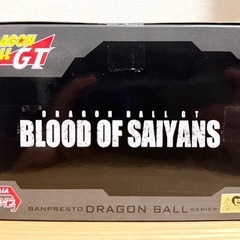 DRAGON
BALL GT
DRAGON BALL GT
BLOOD OF SAIYANS
BANPRESTO DRAGON BALL SERIES